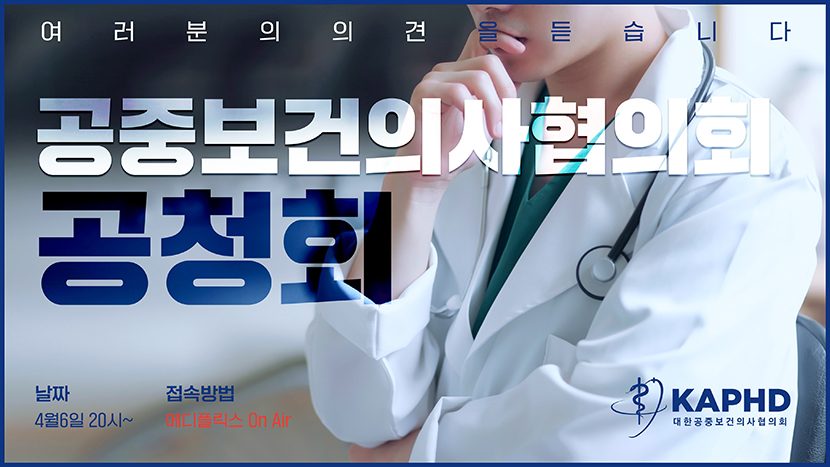 여러분의 의견을 듣습니다
공중보건의사협의회
공청회
날짜
4월6일 20시~
접속방법
메디플릭스 On Air
KAPHD
대한공중보건의사협의회